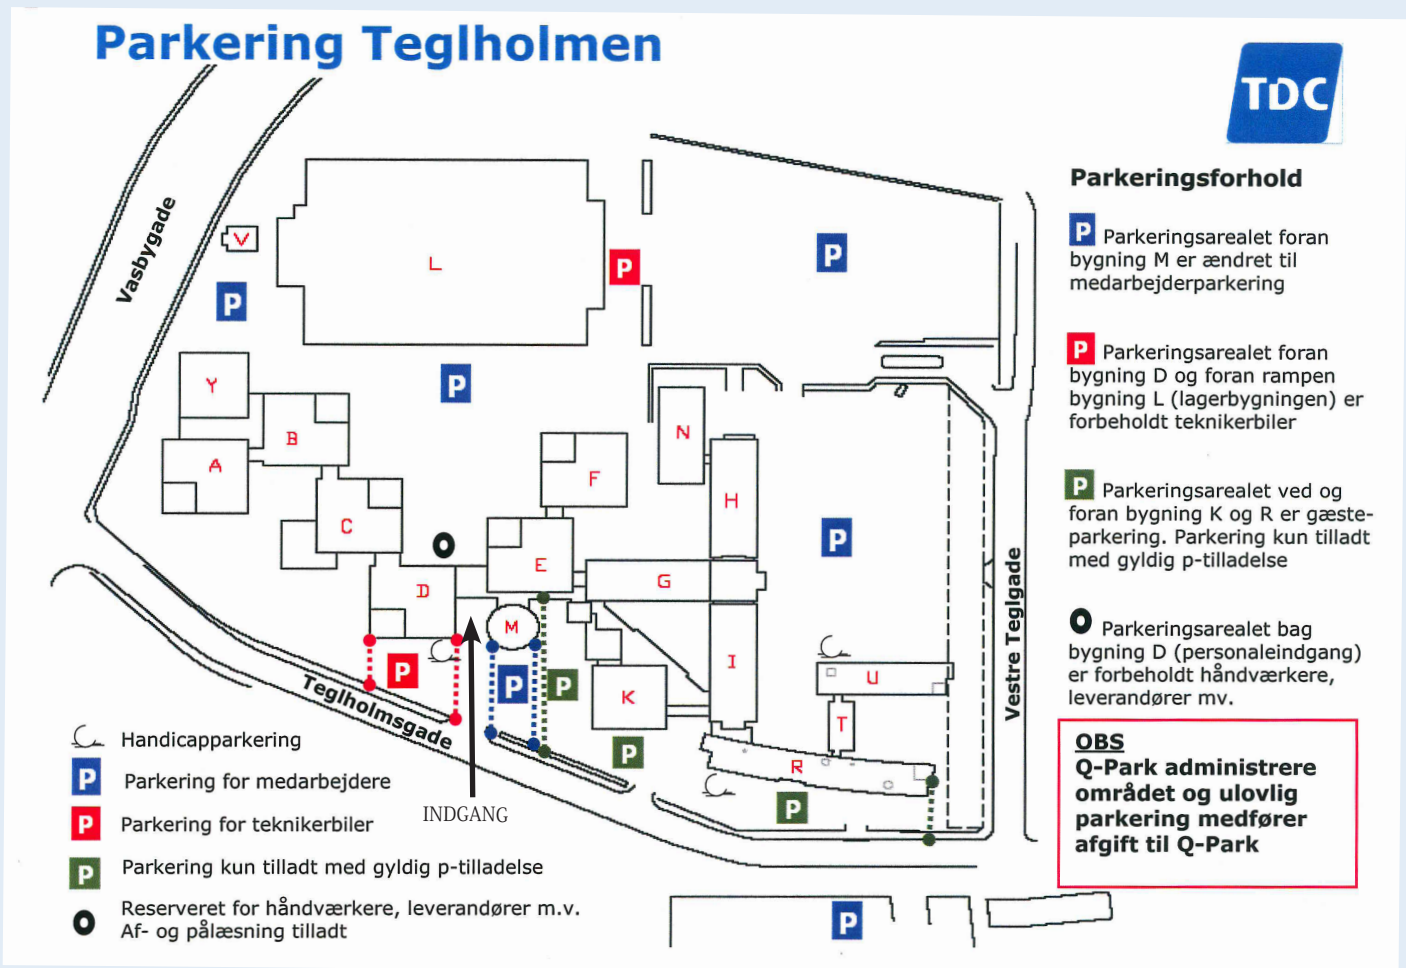 Parkering Teglholmen
TDC
Vasbygade
V
L
P
P
P
P
Y
B
A
C
D
E
F
N
H
G
M
I
K
U
T
R
P
P
P
P
P
P
P
P
Teglholmsgade
Vestre Teglgade
INDGANG
Handicapparkering
P Parkering for medarbejdere
P Parkering for teknikerbiler
P Parkering kun tilladt med gyldig p-tilladelse
Reserveret for håndværkere, leverandører m.v.
Af- og pålæsning tilladt
Parkeringsforhold
P Parkeringsarealet foran
bygning M er ændret til
medarbejderparkering
P Parkeringsarealet foran
bygning D og foran rampen
bygning L (lagerbygningen) er
forbeholdt teknikerbiler
P Parkeringsarealet ved og
foran bygning K og R er gæste-
parkering. Parkering kun tilladt
med gyldig p-tilladelse
Parkeringsarealet bag
bygning D (personaleindgang)
er forbeholdt håndværkere,
leverandører mv.
OBS
Q-Park administrere
området og ulovlig
parkering medfører
afgift til Q-Park